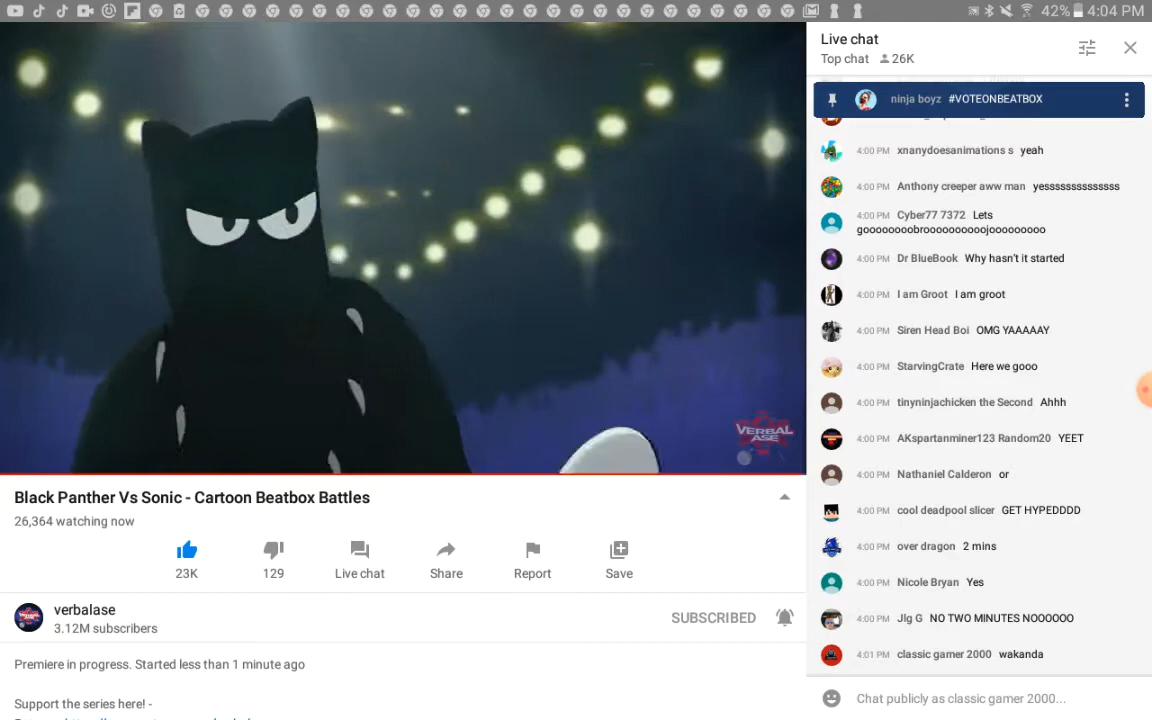 42% 4:04 PM
Live chat
Top chat 26K
ninja boyz #VOTEONBEATBOX
4:00 PM xnanydoesanimations s yeah
4:00 PM Anthony creeper aww man yessssssssssssss
4:00 PM Cyber77 7372 Lets
gooooooobroooooooooojooooooooo
4:00 PM Dr BlueBook Why hasn't it started
4:00 PM I am Groot I am groot
4:00 PM Siren Head Boi OMG YAAAAY
4:00 PM StarvingCrate Here we gooo
4:00 PM tinyninjachicken the Second Ahhh
4:00 PM AKspartanminer123 Random20 YEET
4:00 PM Nathaniel Calderon or
4:00 PM cool deadpool slicer GET HYPEDDDD
4:00 PM over dragon 2 mins
4:00 PM Nicole Bryan Yes
4:00 PM Jlg G NO TWO MINUTES NOOOOOO
4:01 PM classic gamer 2000 wakanda
Chat publicly as classic gamer 2000...
VERBAL
ASE
Black Panther Vs Sonic - Cartoon Beatbox Battles
26,364 watching now
23K 129 Live chat Share Report Save
verbalase
3.12M subscribers
SUBSCRIBED
Premiere in progress. Started less than 1 minute ago
Support the series here! -